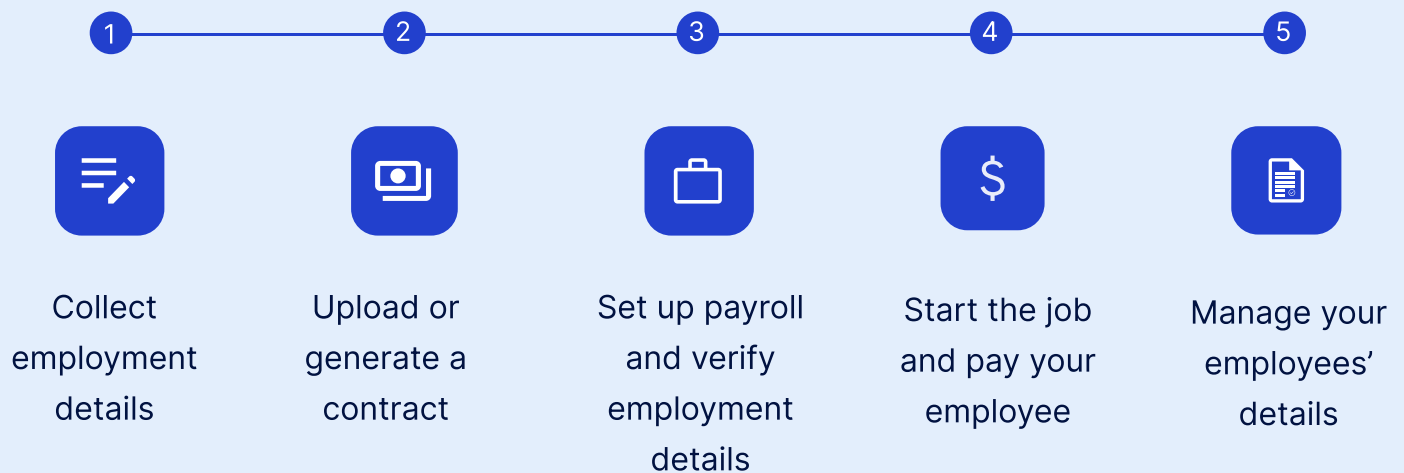 1
2
3
4
5
Collect
employment
details
Upload or
generate a
contract
Set up payroll
and verify
employment
details
Start the job
and pay your
employee
Manage your
employees’
details